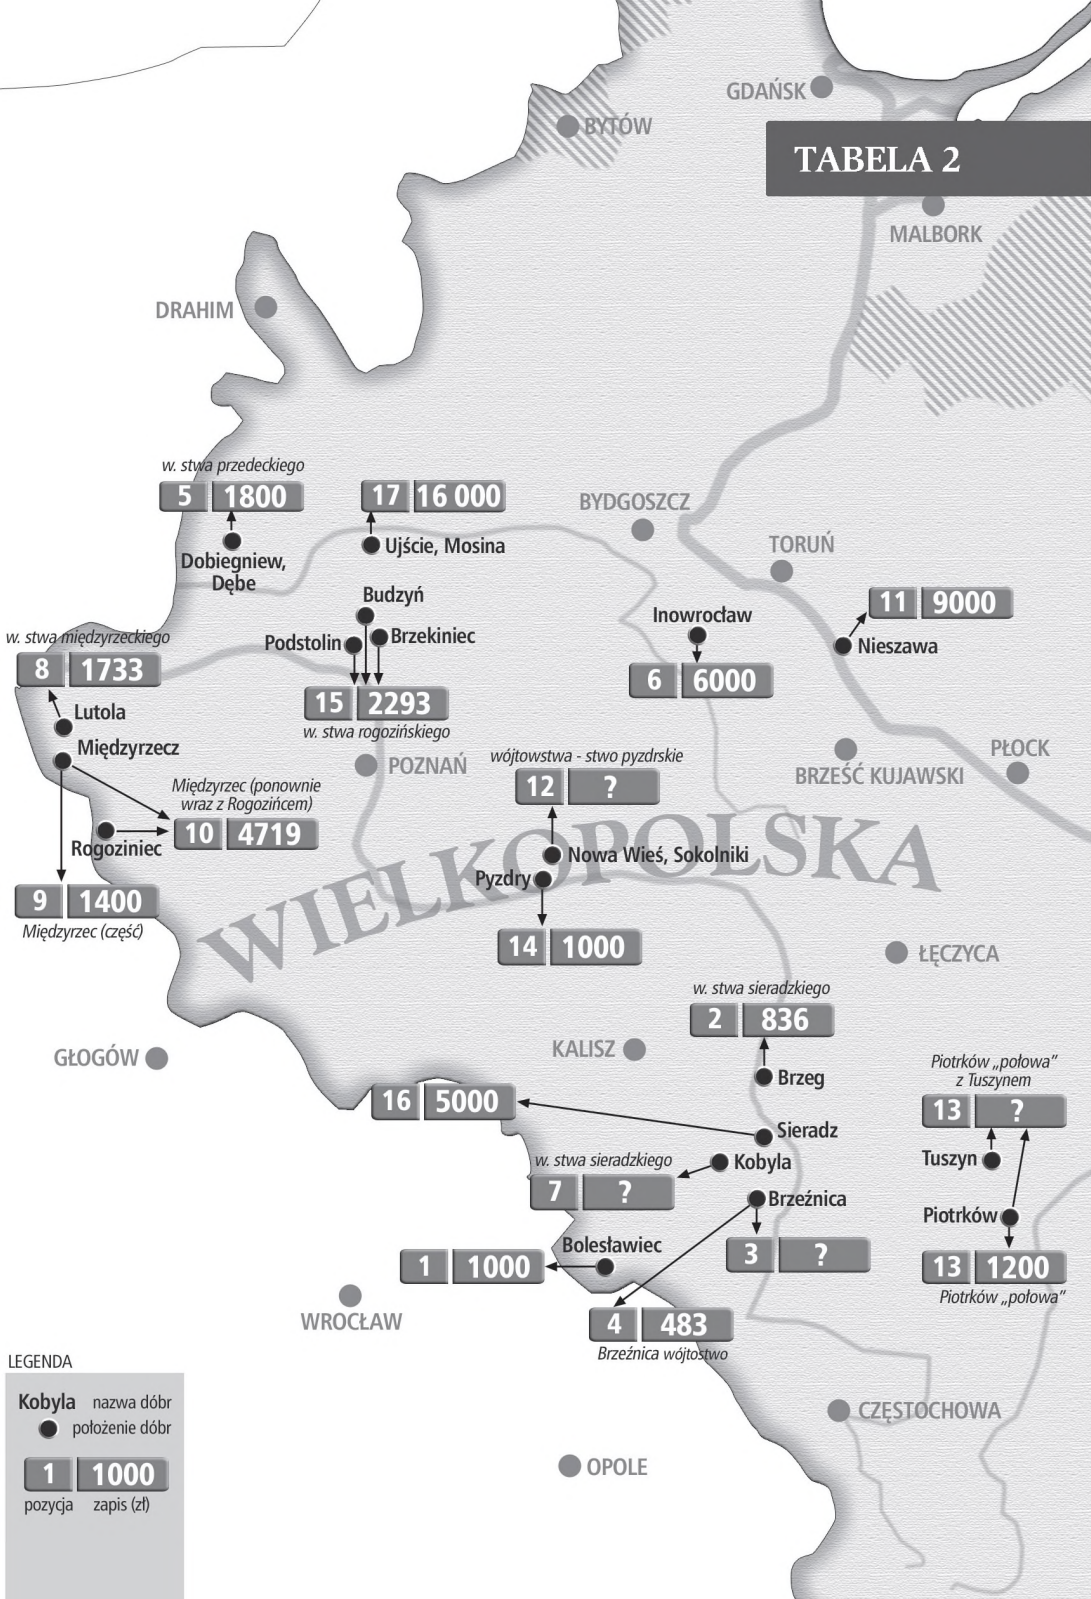 GDAŃSK
BYTÓW
TABELA 2
MALBORK
DRAHIM
w. stwa przedeckiego
5 1800
Dobiegniew,
Dębe
17 16 000
Ujście, Mosina
BYDGOSZCZ
TORUŃ
11 9000
Nieszawa
Budzyń
Podstolin
Brzekiniec
15 2293
w. stwa rogozińskiego
Inowrocław
6 6000
w. stwa międzyrzeckiego
8 1733
Lutola
Międzyrzecz
POZNAŃ
wójtowstwa - stwo pyzdrskie
12 ?
BRZEŚĆ KUJAWSKI
PŁOCK
Międzyrzec (ponownie
wraz z Rogozińcem)
10 4719
Rogoziniec
9 1400
Międzyrzec (część)
WIELKOPOLSKA
Nowa Wieś, Sokolniki
Pyzdry
14 1000
ŁĘCZYCA
w. stwa sieradzkiego
2 836
Brzeg
GŁOGÓW
KALISZ
16 5000
Sieradz
Piotrków „połowa”
z Tuszynem
13 ?
Tuszyn
Piotrków
13 1200
Piotrków „połowa”
w. stwa sieradzkiego
7 ?
Kobyla
Brzeźnica
3 ?
Bolesławiec
1 1000
4 483
Brzeźnica wójtostwo
WROCŁAW
CZĘSTOCHOWA
OPOLE
LEGENDA
Kobyla nazwa dóbr
położenie dóbr
1 1000
pozycja zapis (zł)